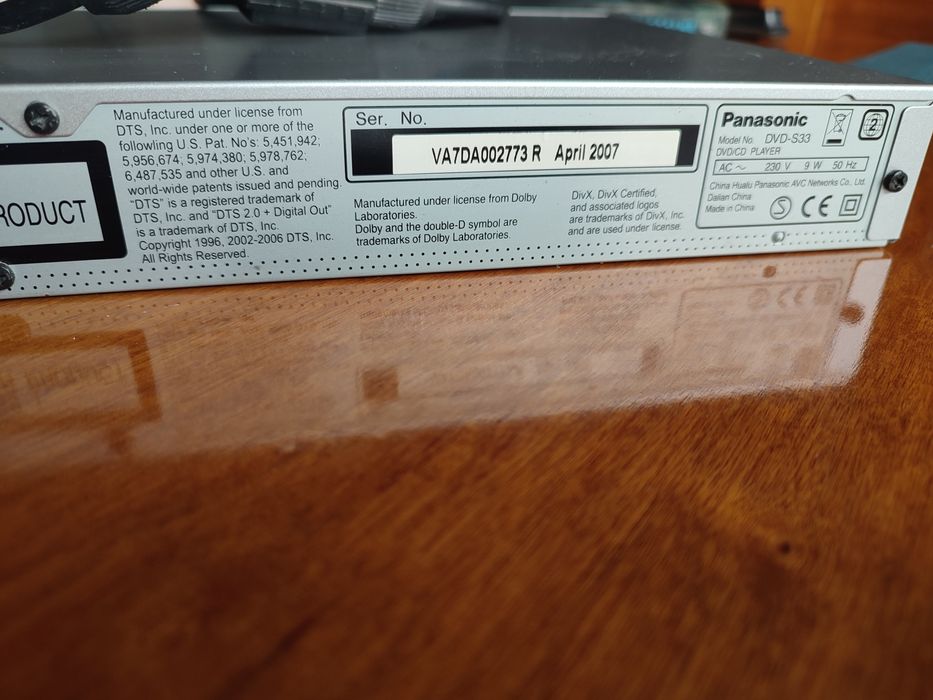 RODUCT
Manufactured under license from
DTS, Inc. under one or more of the
followling U.S. Pat. No's: 5,451,942;
5,956,674; 5,974,380; 5,978,762;
6,487,535 and other U.S. and
world-wide patents issued and pending.
"DTS" is a registered trademark of
DTS, Inc. and "DTS 2.0 + Digital Out"
is a trademark of DTS, Inc.
Copyright 1996, 2002-2006 DTS, Inc.
All Rights Reserved.
Ser. No.
VA7DA002773 R April 2007
Manufactured under license from Dolby
Laboratories.
Dolby and the double-D symbol are
trademarks of Dolby Laboratories.
DivX, DivX Certified,
and associated logos
are trademarks of DivX, Inc.
and are used under license.
Panasonic
Model No. DVD-S33
DVD/CD PLAYER
AC ~ 230 V 9 W 50 Hz
China Hualu Panasonic AVC Networks Co., Ltd.
Dalian China
Made in China
S CE
2